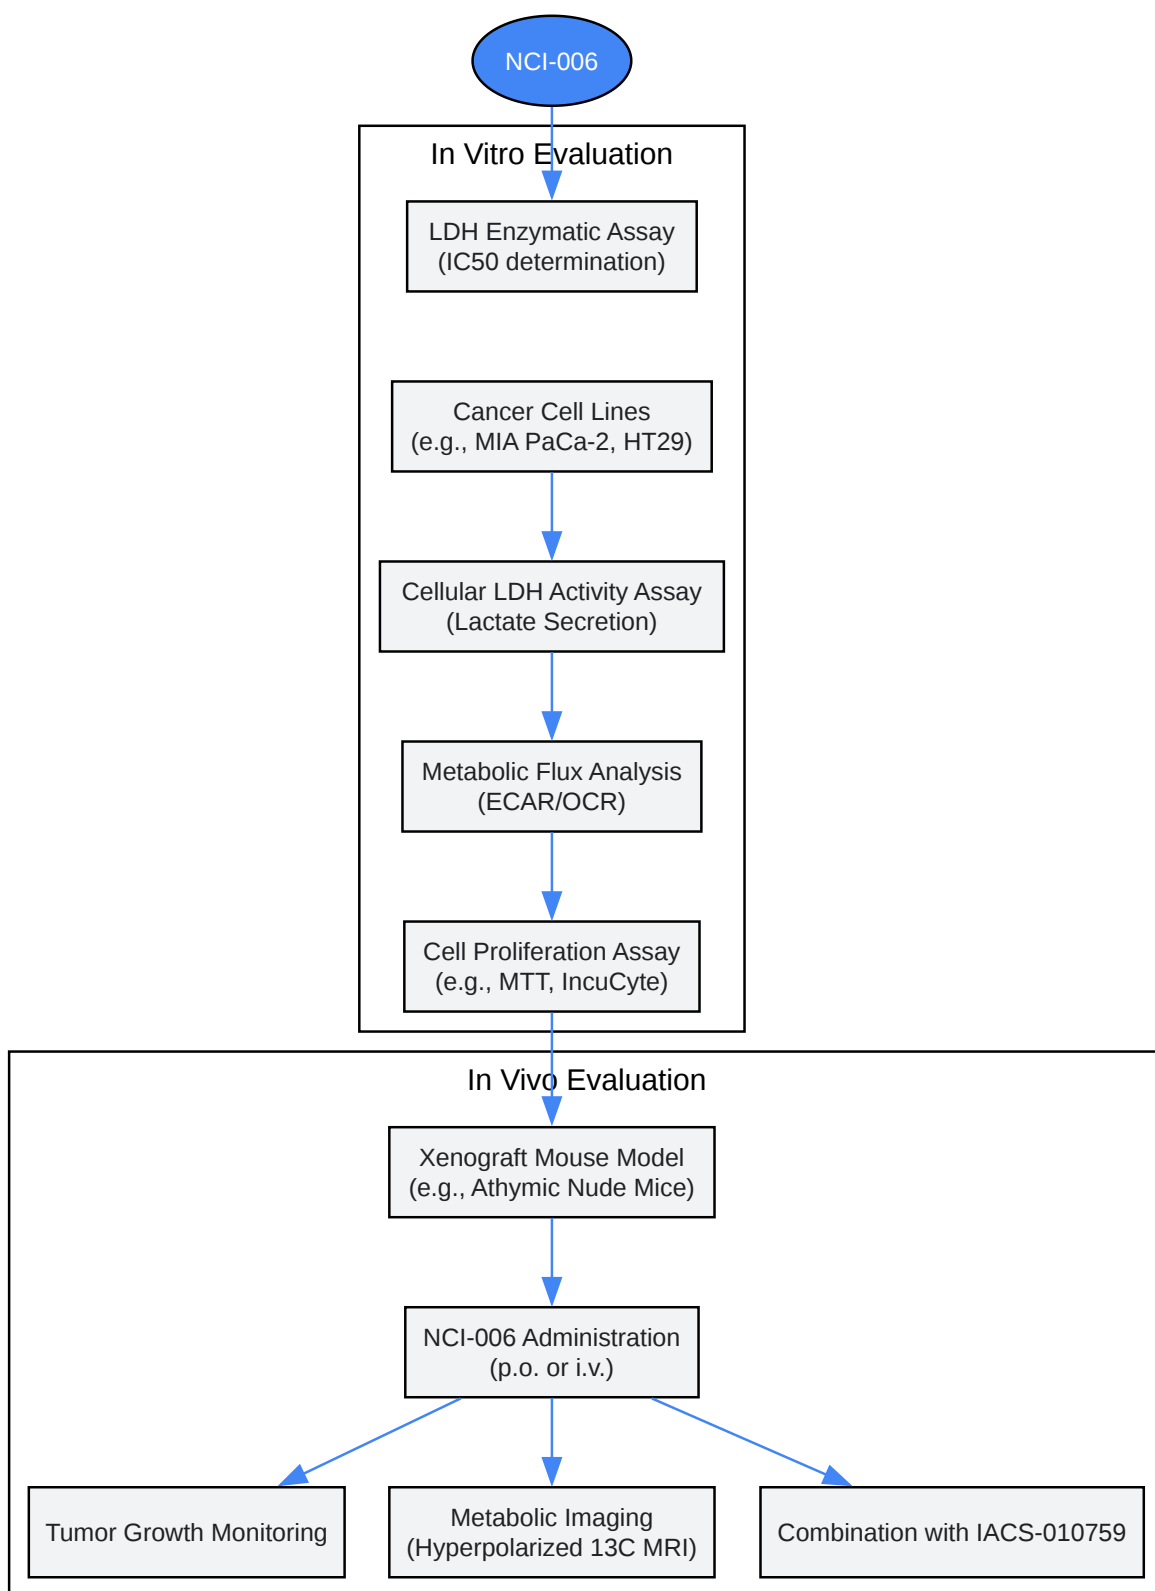 NCI-006
In Vitro Evaluation
LDH Enzymatic Assay
(IC50 determination)
Cancer Cell Lines
(e.g., MIA PaCa-2, HT29)
Cellular LDH Activity Assay
(Lactate Secretion)
Metabolic Flux Analysis
(ECAR/OCR)
Cell Proliferation Assay
(e.g., MTT, IncuCyte)
In Vivo Evaluation
Xenograft Mouse Model
(e.g., Athymic Nude Mice)
NCI-006 Administration
(p.o. or i.v.)
Tumor Growth Monitoring
Metabolic Imaging
(Hyperpolarized 13C MRI)
Combination with IACS-010759